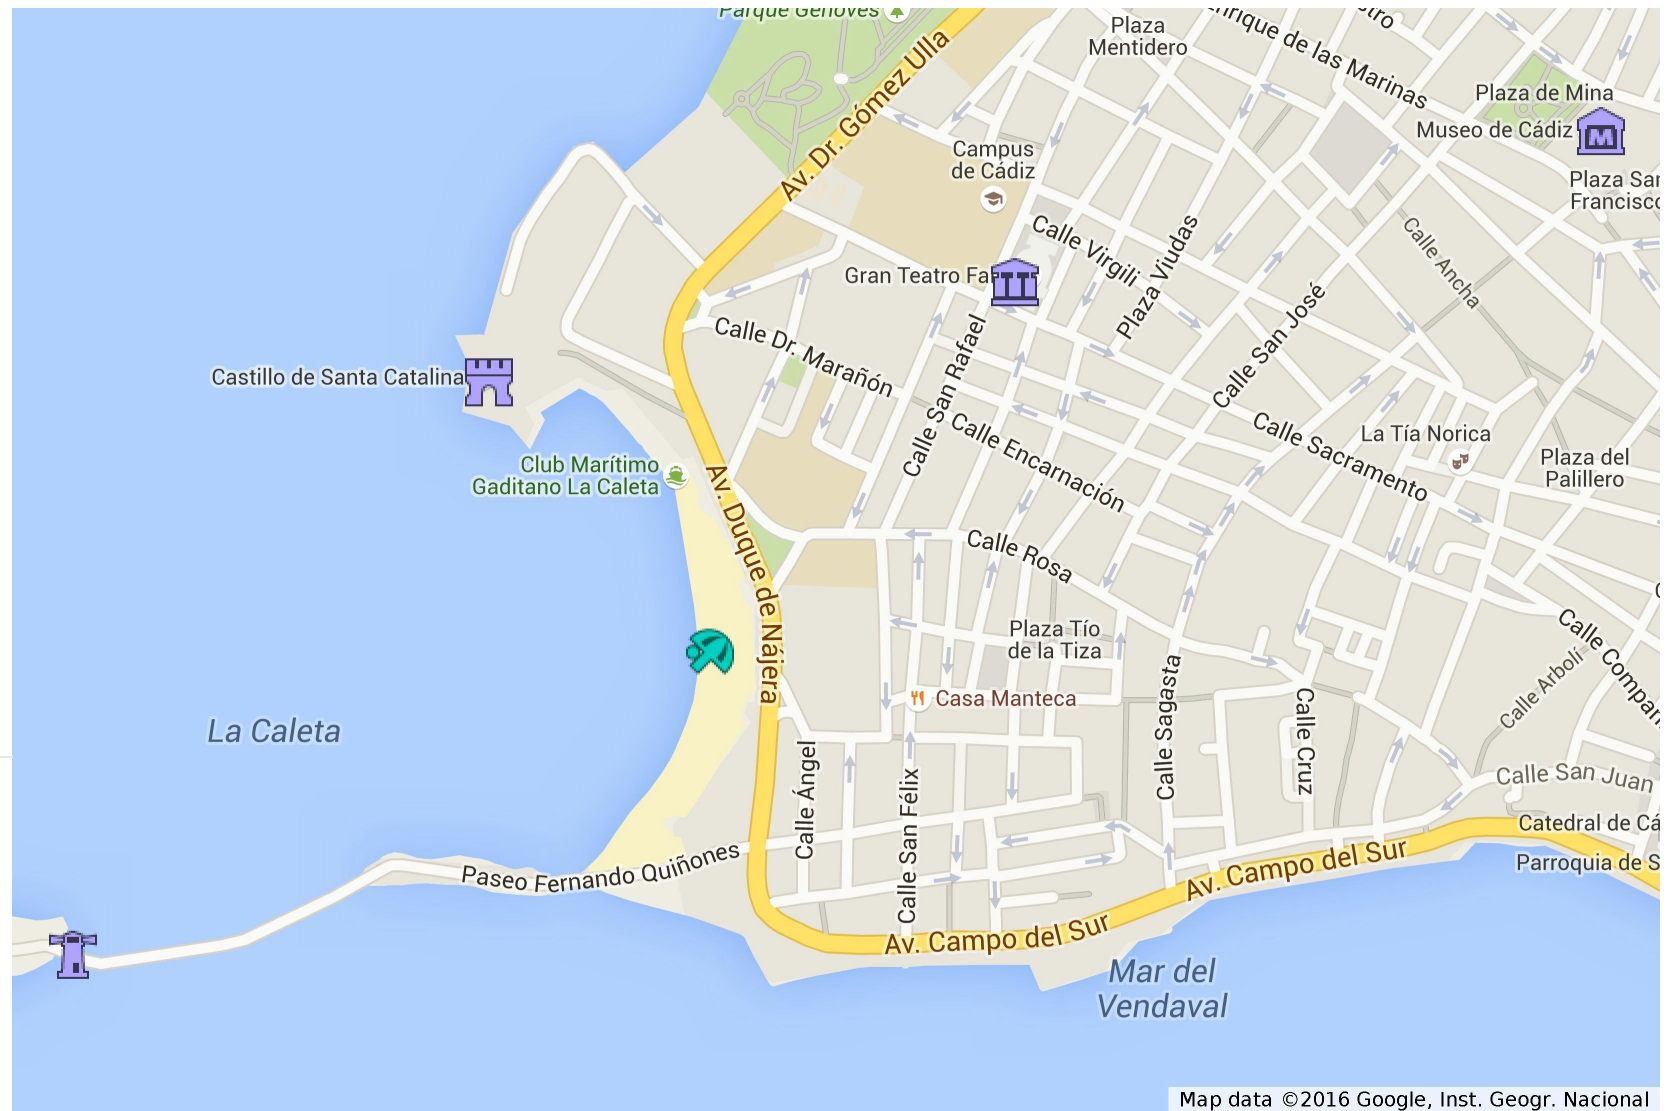 Parque Genovés
Av. Dr. Gómez Ulla
Plaza
Mentidero
Enrique de las Marinas
Plaza de Mina
Museo de Cádiz
M
Plaza San
Francisco
Campus
de Cádiz
Calle Virgili
Plaza Viudas
Calle Ancha
Gran Teatro Fa
Calle San José
Calle Dr. Marañón
Calle San Rafael
Castillo de Santa Catalina
Calle Encarnación
Calle Sacramento
La Tía Norica
Plaza del
Palillero
Club Marítimo
Gaditano La Caleta
Av. Duque de Nájera
Calle Rosa
Plaza Tío
de la Tiza
Calle Compañ
Calle Arbolí
Casa Manteca
Calle Sagasta
Calle Cruz
La Caleta
Calle Ángel
Calle San Félix
Calle San Juan
Catedral de Cá
Parroquia de S
Paseo Fernando Quiñones
Av. Campo del Sur
Av. Campo del Sur
Mar del
Vendaval
Map data ©2016 Google, Inst. Geogr. Nacional